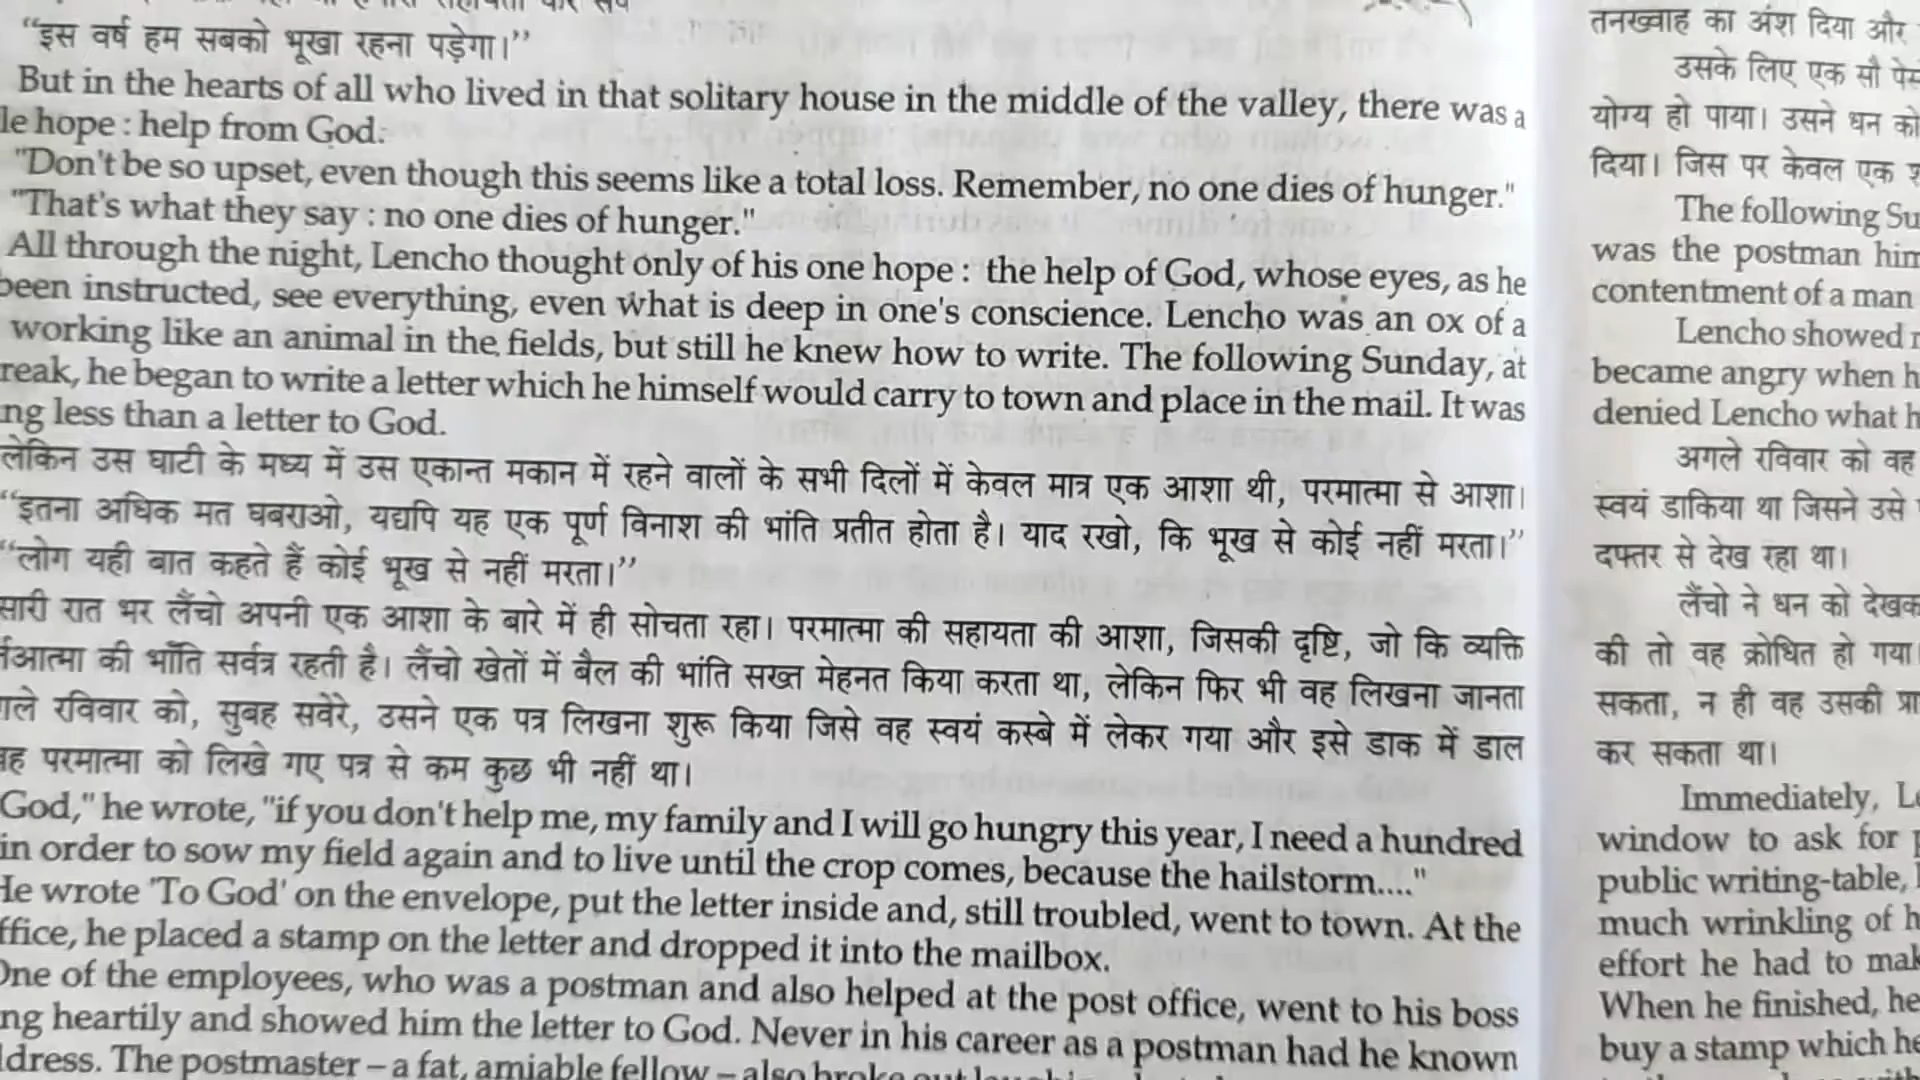 “इस वर्ष हम सबको भूखा रहना पड़ेगा।”
But in the hearts of all who lived in that solitary house in the middle of the valley, there was a
le hope : help from God.
"Don't be so upset, even though this seems like a total loss. Remember, no one dies of hunger."
"That's what they say : no one dies of hunger."
All through the night, Lencho thought only of his one hope : the help of God, whose eyes, as he
been instructed, see everything, even what is deep in one's conscience. Lencho was an ox of a
working like an animal in the fields, but still he knew how to write. The following Sunday, at
reak, he began to write a letter which he himself would carry to town and place in the mail. It was
ng less than a letter to God.
लेकिन उस घाटी के मध्य में उस एकान्त मकान में रहने वालों के सभी दिलों में केवल मात्र एक आशा थी, परमात्मा से आशा।
“इतना अधिक मत घबराओ, यद्यपि यह एक पूर्ण विनाश की भांति प्रतीत होता है। याद रखो, कि भूख से कोई नहीं मरता।”
“लोग यही बात कहते हैं कोई भूख से नहीं मरता।”
सारी रात भर लैंचो अपनी एक आशा के बारे में ही सोचता रहा। परमात्मा की सहायता की आशा, जिसकी दृष्टि, जो कि व्यक्ति
आत्मा की भाँति सर्वत्र रहती है। लैंचो खेतों में बैल की भांति सख्त मेहनत किया करता था, लेकिन फिर भी वह लिखना जानता
गले रविवार को, सुबह सवेरे, उसने एक पत्र लिखना शुरू किया जिसे वह स्वयं कस्बे में लेकर गया और इसे डाक में डाल
वह परमात्मा को लिखे गए पत्र से कम कुछ भी नहीं था।
God," he wrote, "if you don't help me, my family and I will go hungry this year, I need a hundred
in order to sow my field again and to live until the crop comes, because the hailstorm...."
He wrote 'To God' on the envelope, put the letter inside and, still troubled, went to town. At the
ffice, he placed a stamp on the letter and dropped it into the mailbox.
One of the employees, who was a postman and also helped at the post office, went to his boss
ng heartily and showed him the letter to God. Never in his career as a postman had he known
ldress. The postmaster – a fat, amiable fellow – also broke out
तनख्वाह का अंश दिया और
उसके लिए एक सौ पेसो
योग्य हो पाया। उसने धन को
दिया। जिस पर केवल एक
The following Su
was the postman him
contentment of a man
Lencho showed
became angry when h
denied Lencho what h
अगले रविवार को वह
स्वयं डाकिया था जिसने उसे
दफ्तर से देख रहा था।
लैंचो ने धन को देखक
की तो वह क्रोधित हो गया।
सकता, न ही वह उसकी प्रा
कर सकता था।
Immediately, Le
window to ask for p
public writing-table,
much wrinkling of h
effort he had to mak
When he finished, he
buy a stamp which he